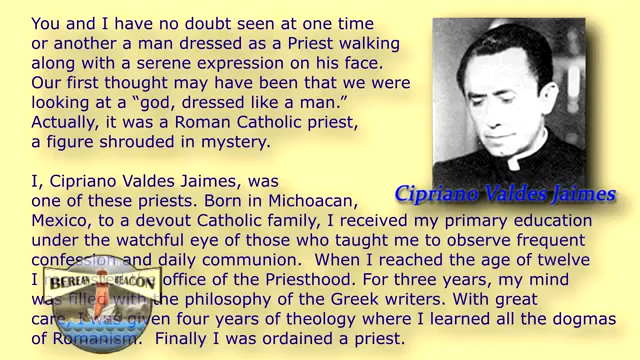 You and I have no doubt seen at one time
or another a man dressed as a Priest walking
along with a serene expression on his face.
Our first thought may have been that we were
looking at a “god, dressed like a man.”
Actually, it was a Roman Catholic priest,
a figure shrouded in mystery.
Cipriano Valdes Jaimes
I, Cipriano Valdes Jaimes, was
one of these priests. Born in Michoacan,
Mexico, to a devout Catholic family, I received my primary education
under the watchful eye of those who taught me to observe frequent
confession and daily communion. When I reached the age of twelve
I office of the Priesthood. For three years, my mind
was filled with the philosophy of the Greek writers. With great
care, I was given four years of theology where I learned all the dogmas
of Romanism. Finally I was ordained a priest.
BEREAN BEACON